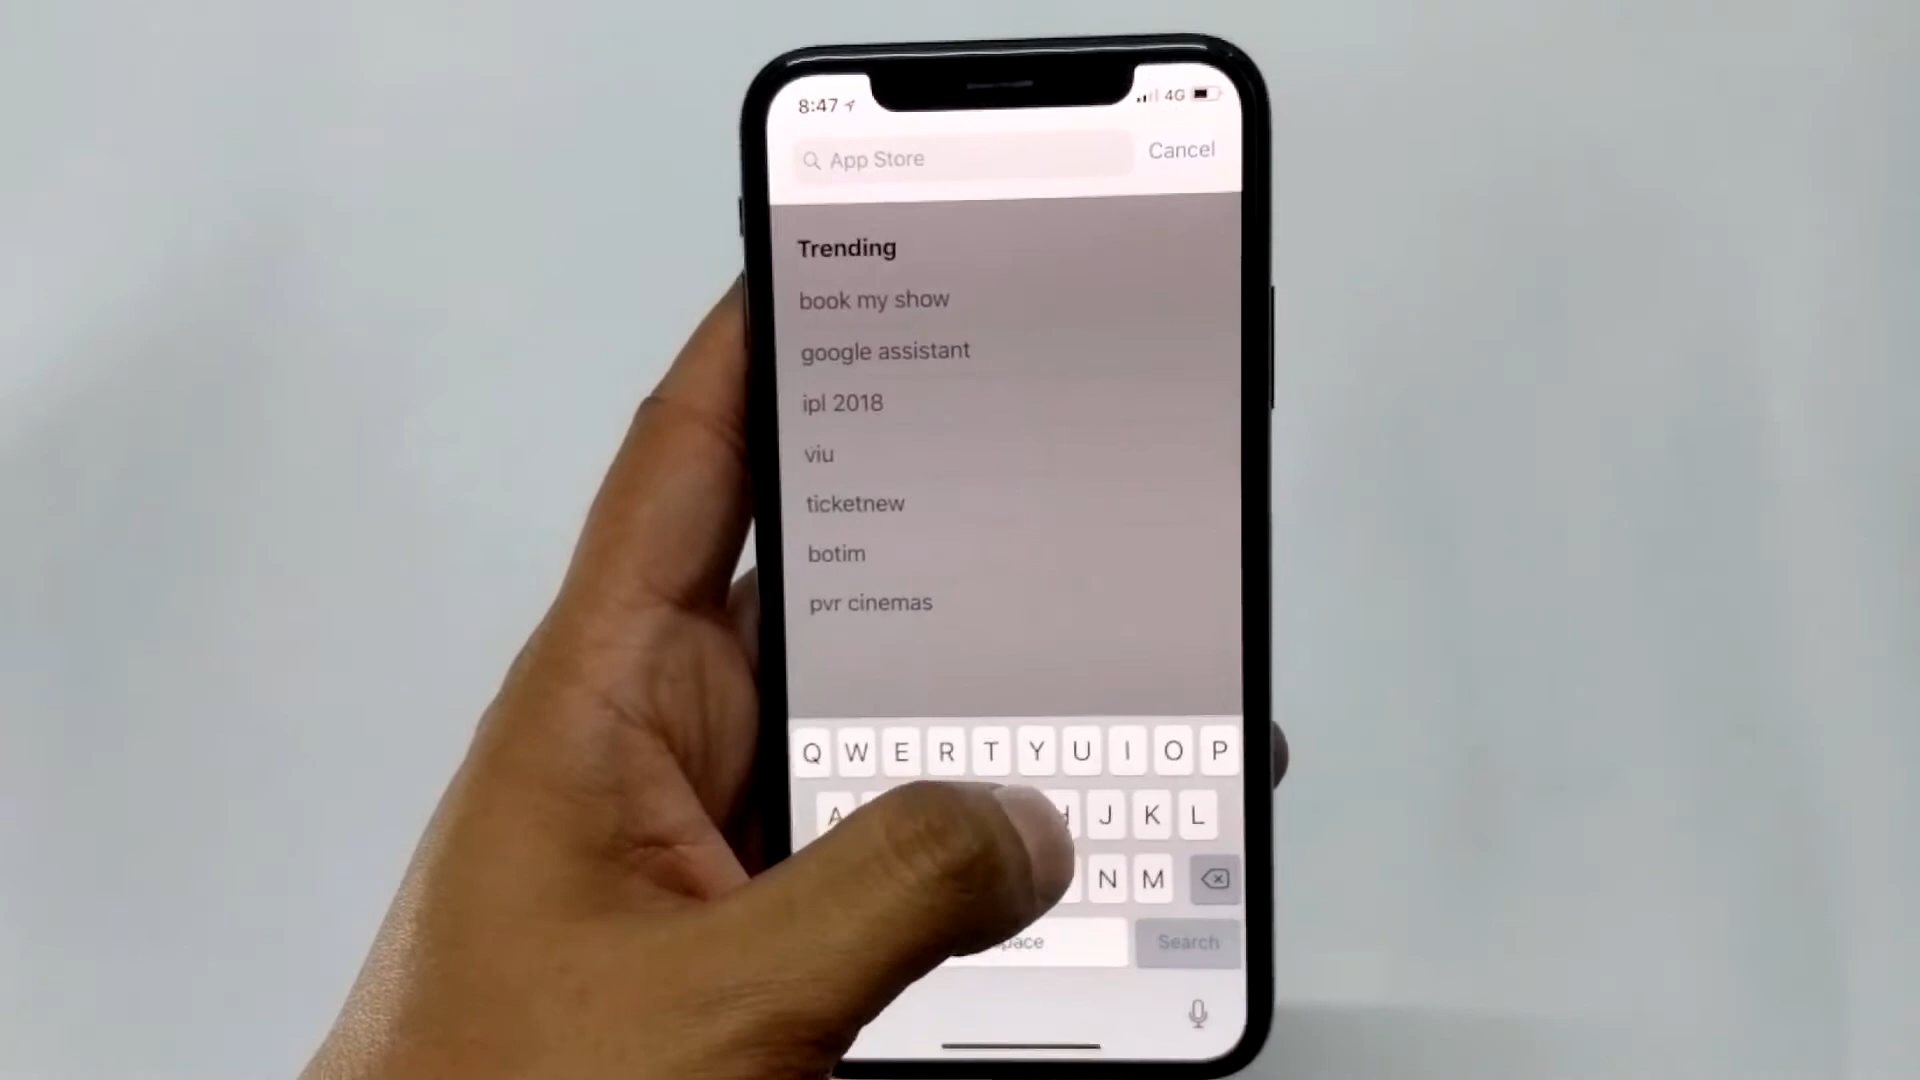 8:47
4G
App Store
Cancel
Trending
book my show
google assistant
ipl 2018
viu
ticketnew
botim
pvr cinemas
Q W E R T Y U I O P
A J K L
N M
Search